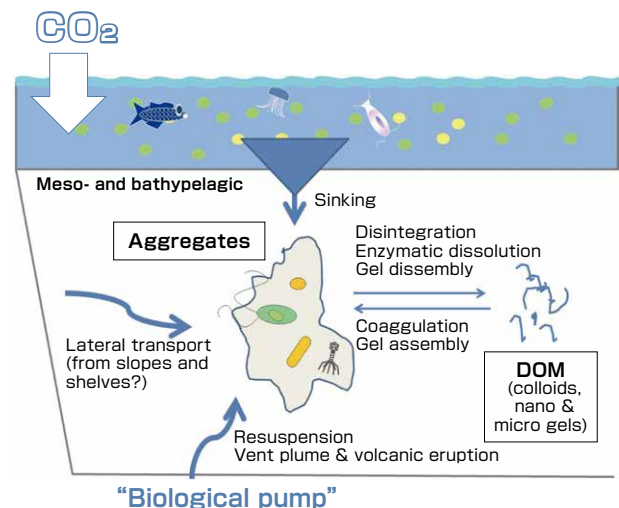 CO2
Meso- and bathypelagic
Sinking
Aggregates
Disintegration
Enzymatic dissolution
Gel dissembly
Coaggulation
Gel assembly
Lateral transport
(from slopes and
shelves?)
DOM
(colloids,
nano &
micro gels)
Resuspension
Vent plume & volcanic eruption
“Biological pump”